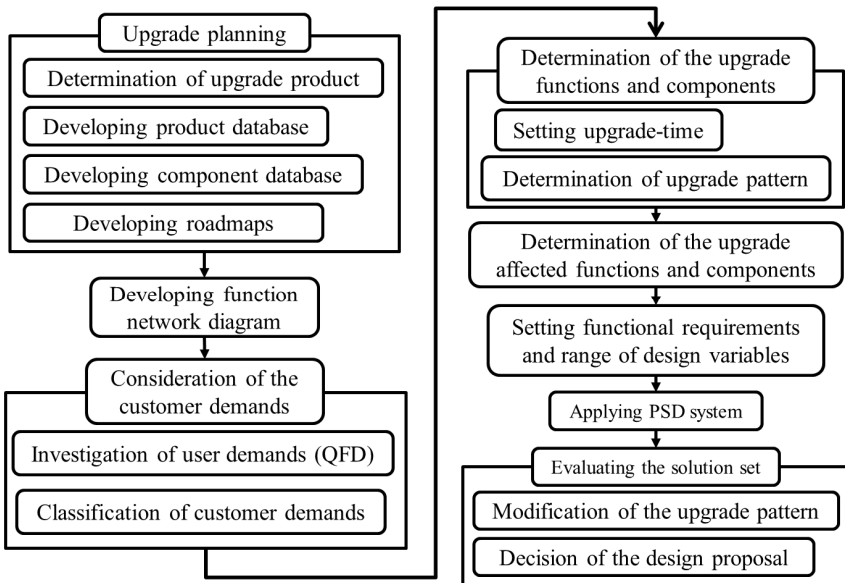 Upgrade planning
Determination of upgrade product
Developing product database
Developing component database
Developing roadmaps
Developing function
network diagram
Consideration of the
customer demands
Investigation of user demands (QFD)
Classification of customer demands
Determination of the upgrade
functions and components
Setting upgrade-time
Determination of upgrade pattern
Determination of the upgrade
affected functions and components
Setting functional requirements
and range of design variables
Applying PSD system
Evaluating the solution set
Modification of the upgrade pattern
Decision of the design proposal